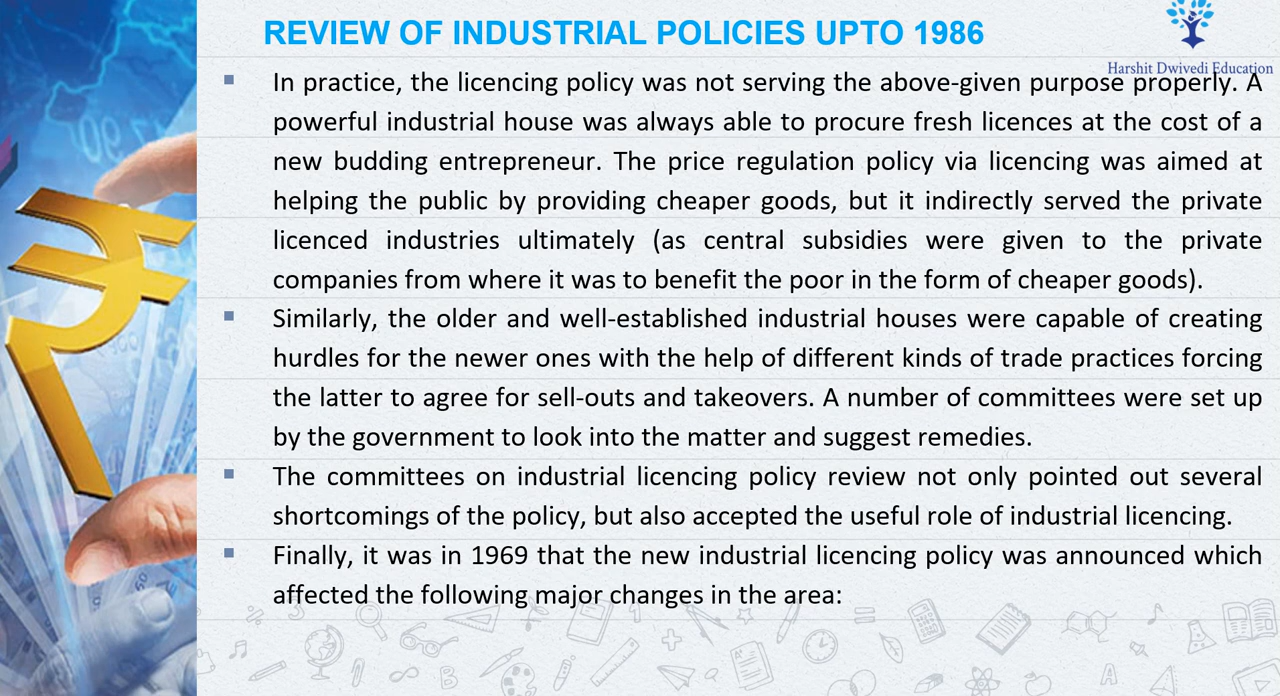 REVIEW OF INDUSTRIAL POLICIES UPTO 1986
Harshit Dwivedi Education
In practice, the licencing policy was not serving the above-given purpose properly. A
powerful industrial house was always able to procure fresh licences at the cost of a
new budding entrepreneur. The price regulation policy via licencing was aimed at
helping the public by providing cheaper goods, but it indirectly served the private
licenced industries ultimately (as central subsidies were given to the private
companies from where it was to benefit the poor in the form of cheaper goods).
Similarly, the older and well-established industrial houses were capable of creating
hurdles for the newer ones with the help of different kinds of trade practices forcing
the latter to agree for sell-outs and takeovers. A number of committees were set up
by the government to look into the matter and suggest remedies.
The committees on industrial licencing policy review not only pointed out several
shortcomings of the policy, but also accepted the useful role of industrial licencing.
Finally, it was in 1969 that the new industrial licencing policy was announced which
affected the following major changes in the area: